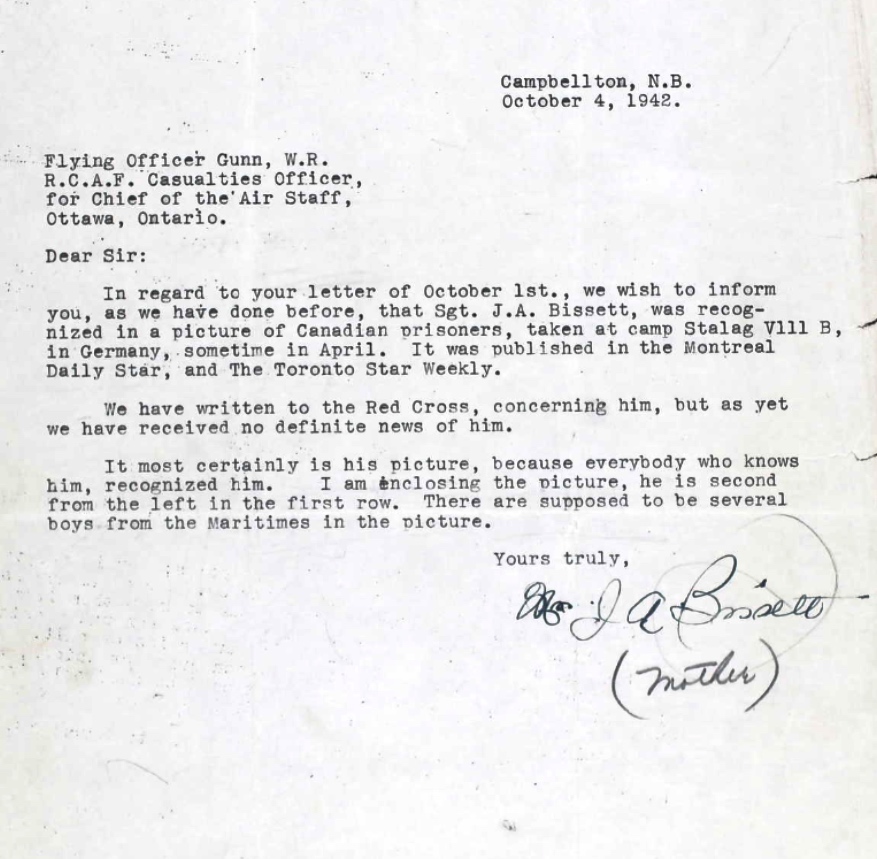 Campbellton, N.B.
October 4, 1942.
Flying Officer Gunn, W.R.
R.C.A.F. Casualties Officer,
for Chief of the Air Staff,
Ottawa, Ontario.
Dear Sir:
In regard to your letter of October 1st., we wish to inform
you, as we have done before, that Sgt. J.A. Bissett, was recog-
nized in a picture of Canadian prisoners, taken at camp Stalag V111 B,
in Germany, sometime in April. It was published in the Montreal
Daily Star, and The Toronto Star Weekly.
We have written to the Red Cross, concerning him, but as yet
we have received no definite news of him.
It most certainly is his picture, because everybody who knows
him, recognized him. I am enclosing the picture, he is second
from the left in the first row. There are supposed to be several
boys from the Maritimes in the picture.
Yours truly,
Mrs J A Bissett
(Mother)